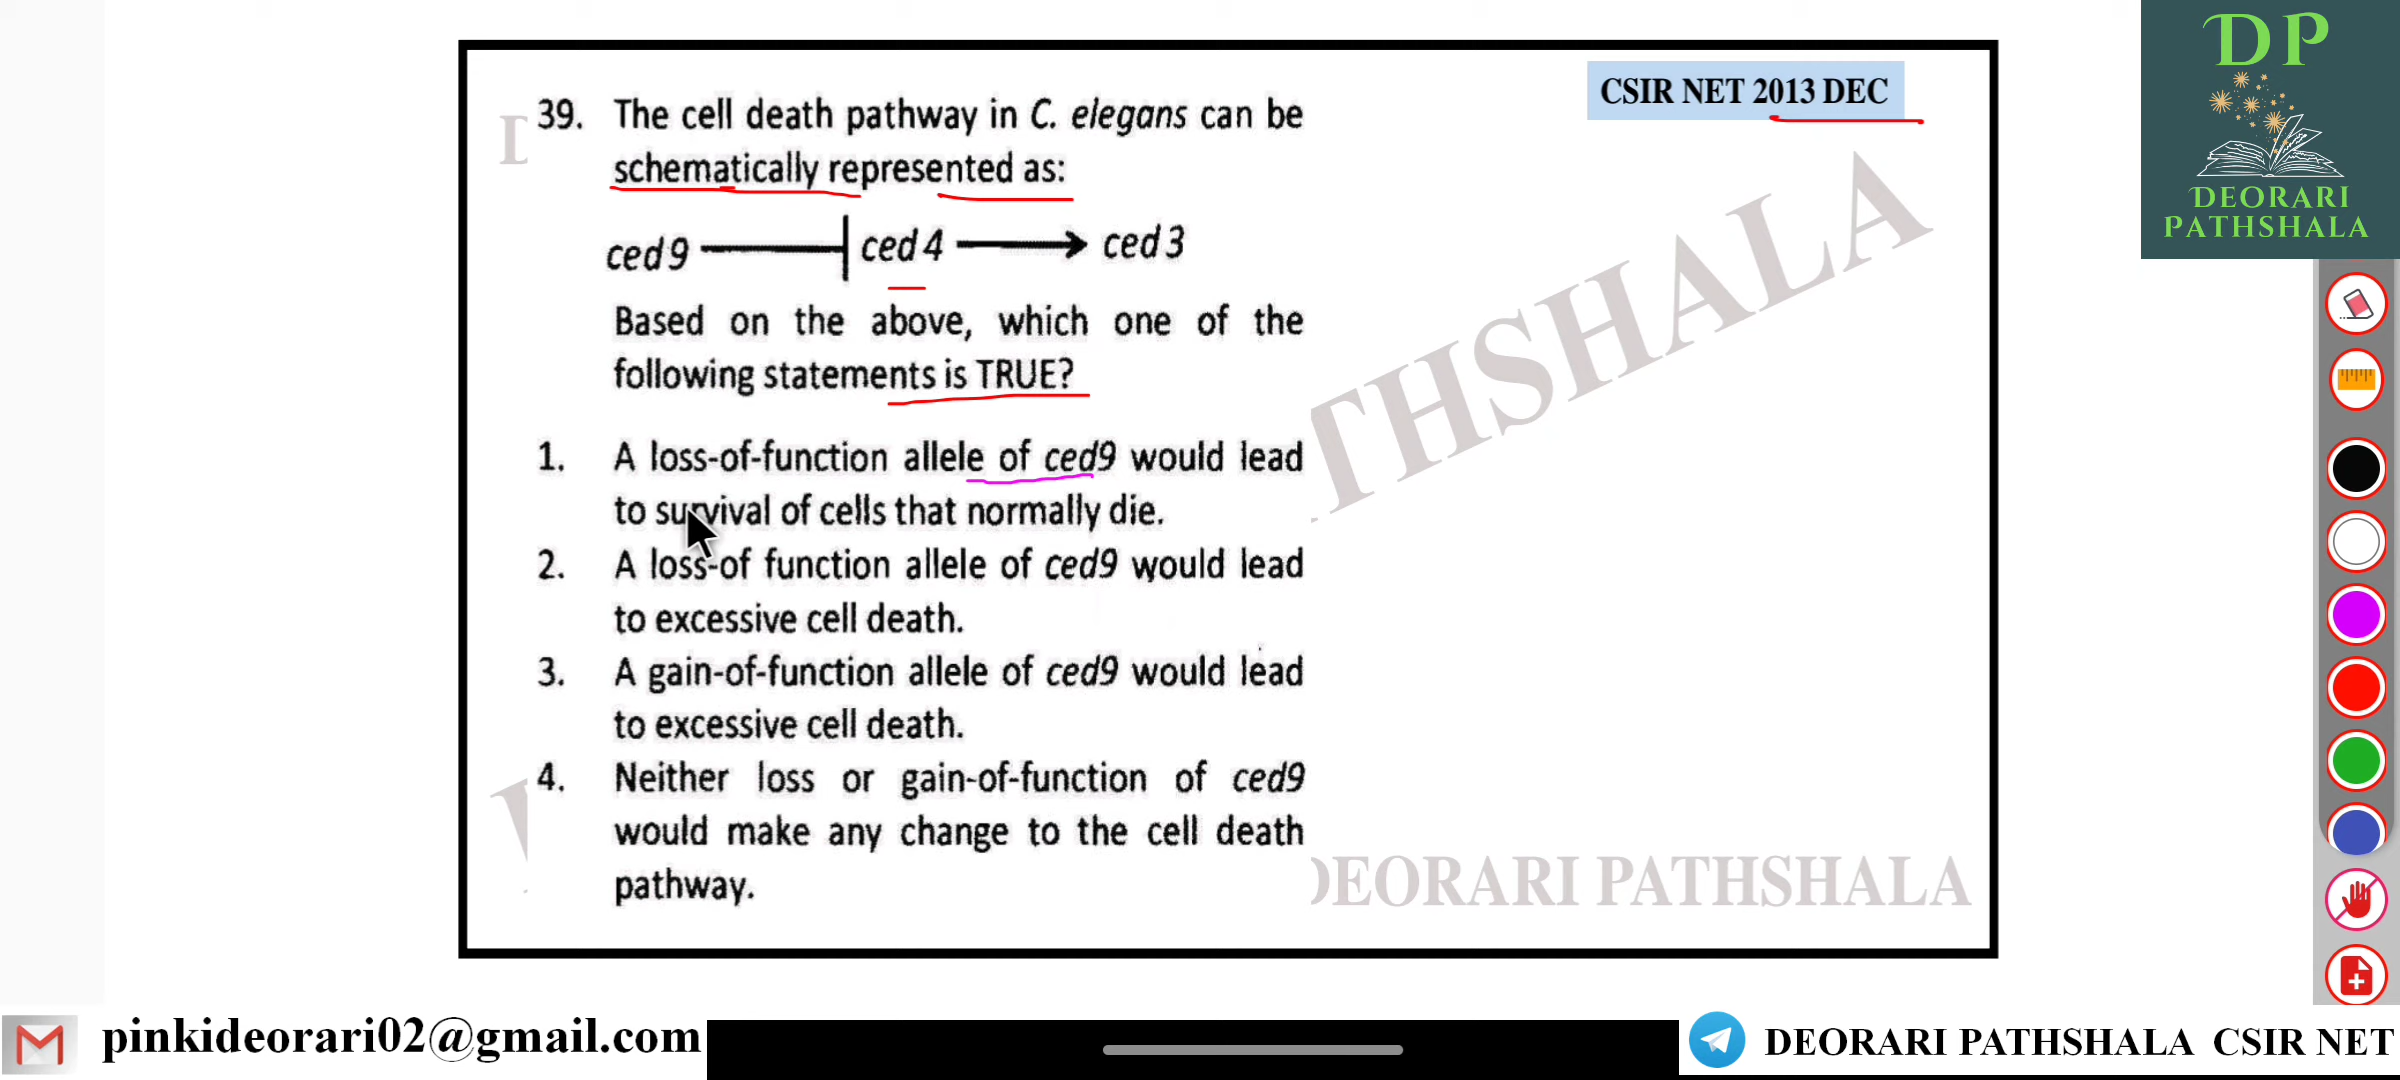 DP
DEORARI
PATHSHALA
CSIR NET 2013 DEC
39. The cell death pathway in C. elegans can be
schematically represented as:
ced9 ced4 ced3
Based on the above, which one of the
following statements is TRUE?
1. A loss-of-function allele of ced9 would lead
to survival of cells that normally die.
2. A loss-of function allele of ced9 would lead
to excessive cell death.
3. A gain-of-function allele of ced9 would lead
to excessive cell death.
4. Neither loss or gain-of-function of ced9
would make any change to the cell death
pathway.
THSHALA
DEORARI PATHSHALA
pinkideorari02@gmail.com
DEORARI PATHSHALA CSIR NET